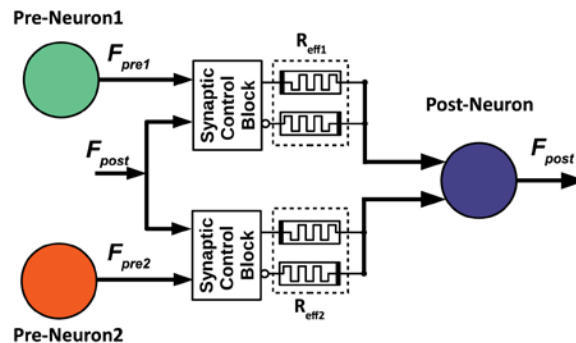 Pre-Neuron1
F_pre1
Synaptic
Control
Block
R_eff1
F_post
Post-Neuron
F_post
F_pre2
Synaptic
Control
Block
R_eff2
Pre-Neuron2